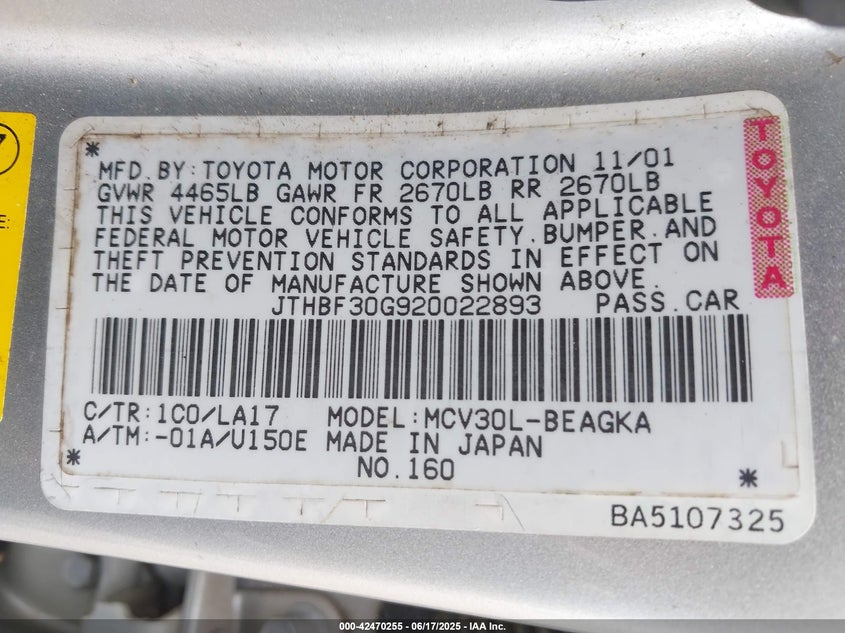 7
E:
MFD.BY:TOYOTA MOTOR CORPORATION 11/01
GVWR 4465LB GAWR FR 2670LB RR 2670LB
THIS VEHICLE CONFORMS TO ALL APPLICABLE
FEDERAL MOTOR VEHICLE SAFETY.BUMPER.AND
THEFT PREVENTION STANDARDS IN EFFECT ON
THE DATE OF MANUFACTURE SHOWN ABOVE.
JTHBF30G920022893 PASS.CAR
TOYOTA
C/TR:1C0/LA17 MODEL:MCV30L-BEAGKA
A/TM:-01A/U150E MADE IN JAPAN
NO.160
BA5107325
000-42470255 - 06/17/2025 - IAA Inc.